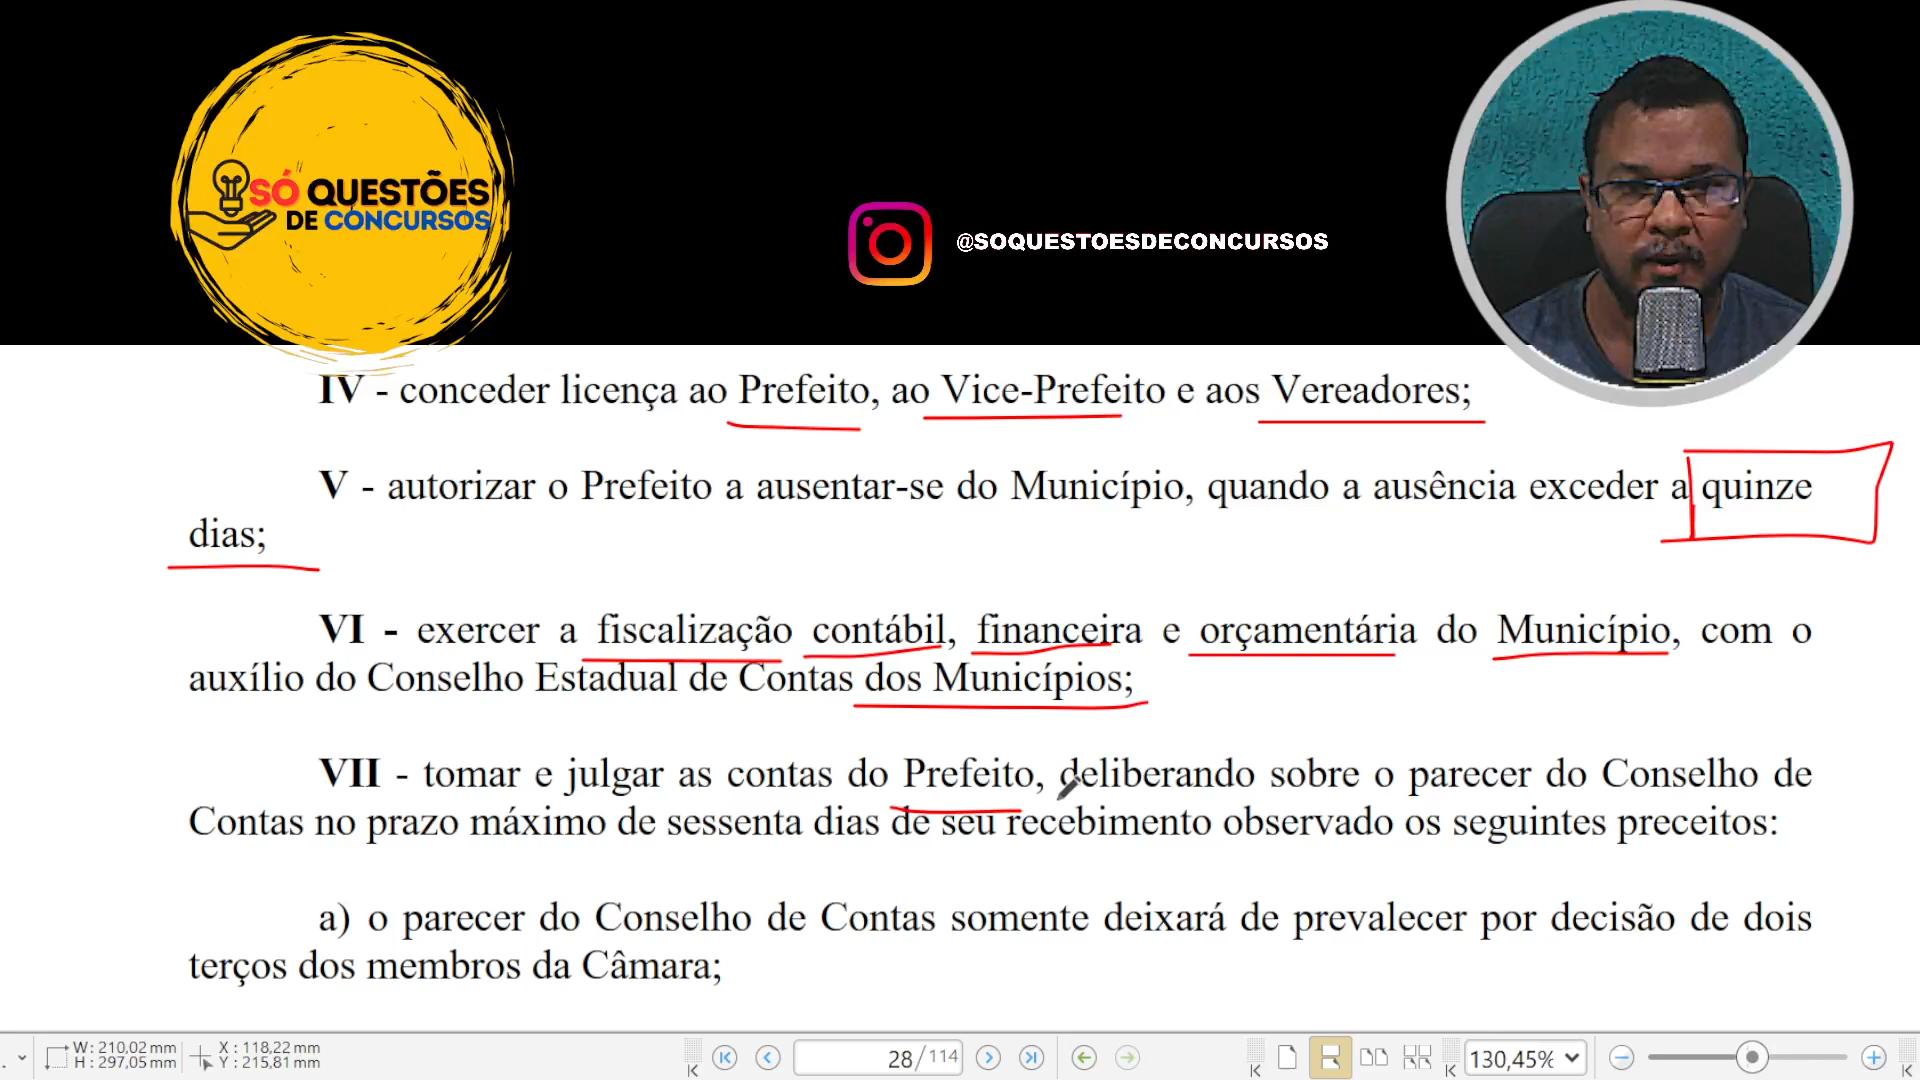 SÓ QUESTÕES
DE CONCURSOS
@SOQUESTOESDECONCURSOS
IV - conceder licença ao Prefeito, ao Vice-Prefeito e aos Vereadores;
V - autorizar o Prefeito a ausentar-se do Município, quando a ausência exceder a quinze
dias;
VI - exercer a fiscalização contábil, financeira e orçamentária do Município, com o
auxílio do Conselho Estadual de Contas dos Municípios;
VII - tomar e julgar as contas do Prefeito, deliberando sobre o parecer do Conselho de
Contas no prazo máximo de sessenta dias de seu recebimento observado os seguintes preceitos:
a) o parecer do Conselho de Contas somente deixará de prevalecer por decisão de dois
terços dos membros da Câmara;
W: 210,02 mm
H: 297,05 mm
X : 118,22 mm
Y : 215,81 mm
28/114
130,45%